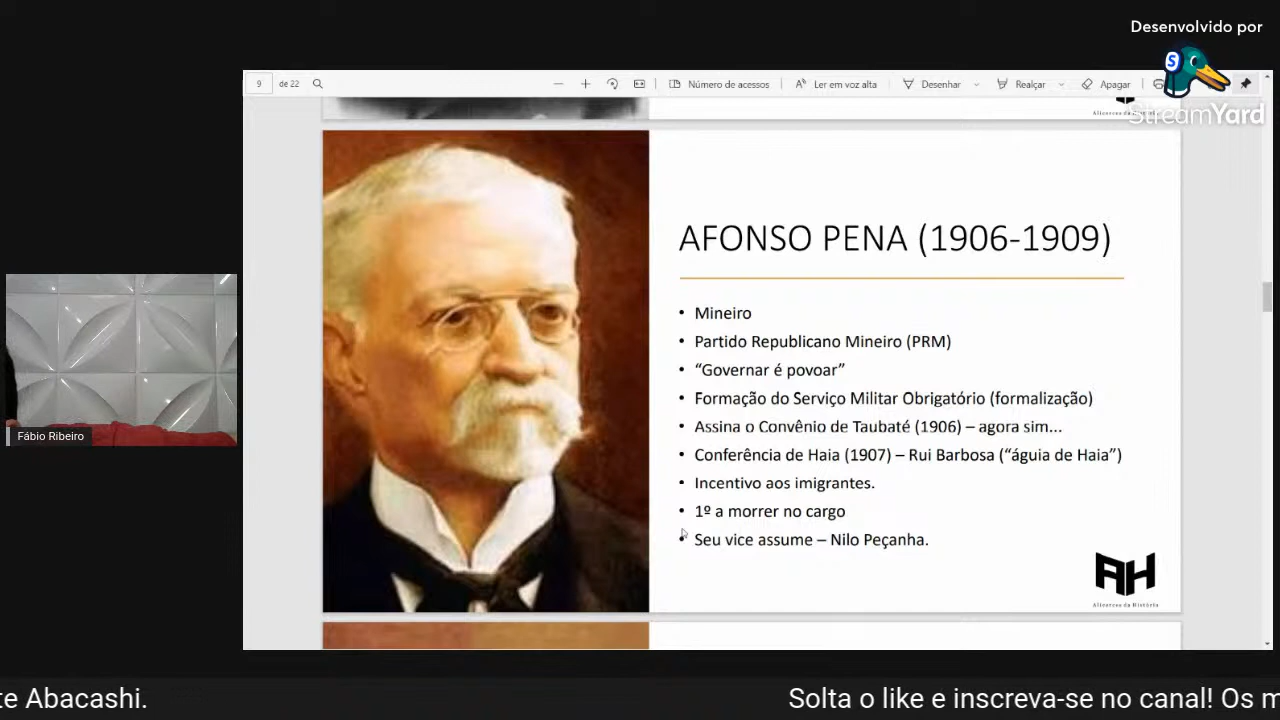 Desenvolvido por
S
StreamYard
9 de 22
Número de acessos
Ler em voz alta
Desenhar
Realçar
Apagar
AFONSO PENA (1906-1909)
• Mineiro
• Partido Republicano Mineiro (PRM)
• “Governar é povoar”
• Formação do Serviço Militar Obrigatório (formalização)
• Assina o Convênio de Taubaté (1906) – agora sim...
• Conferência de Haia (1907) – Rui Barbosa (“águia de Haia”)
• Incentivo aos imigrantes.
• 1º a morrer no cargo
• Seu vice assume – Nilo Peçanha.
AH
Alicerces da História
Fábio Ribeiro
te Abacashi.
Solta o like e inscreva-se no canal! Os m